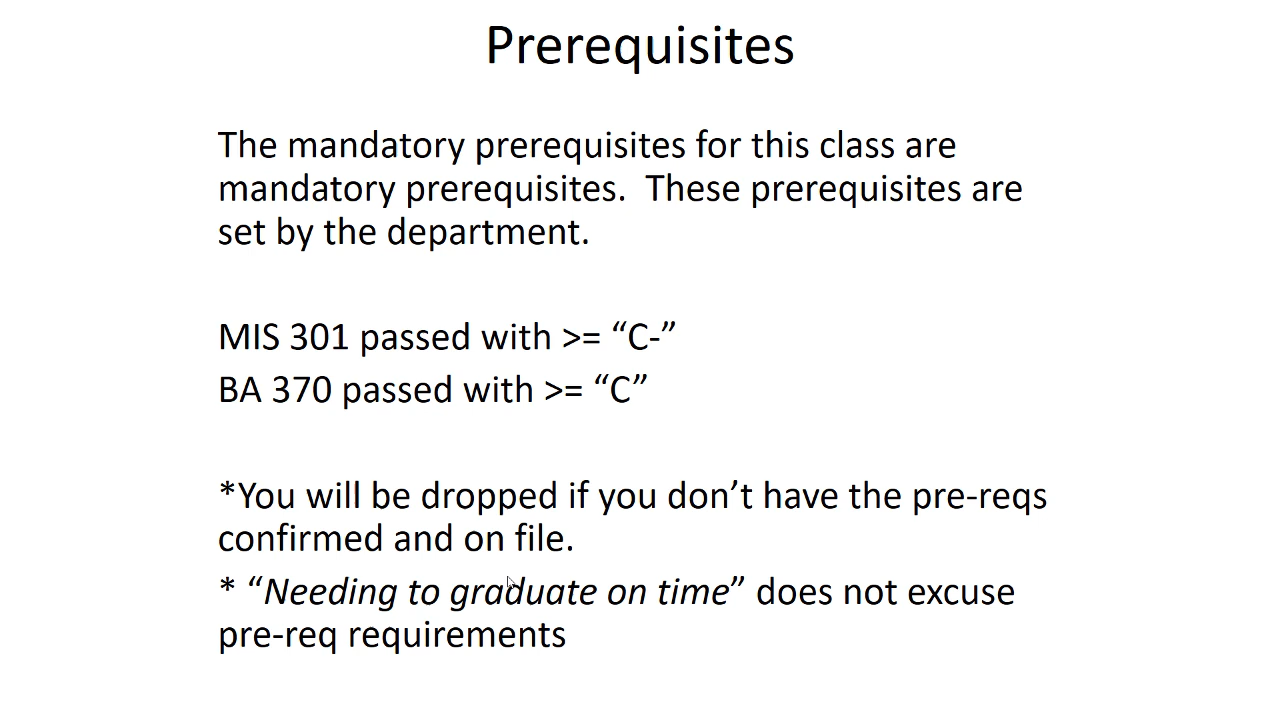 Prerequisites
The mandatory prerequisites for this class are
mandatory prerequisites.  These prerequisites are
set by the department.
MIS 301 passed with >= “C-”
BA 370 passed with >= “C”
*You will be dropped if you don’t have the pre-reqs
confirmed and on file.
* “Needing to graduate on time” does not excuse
pre-req requirements